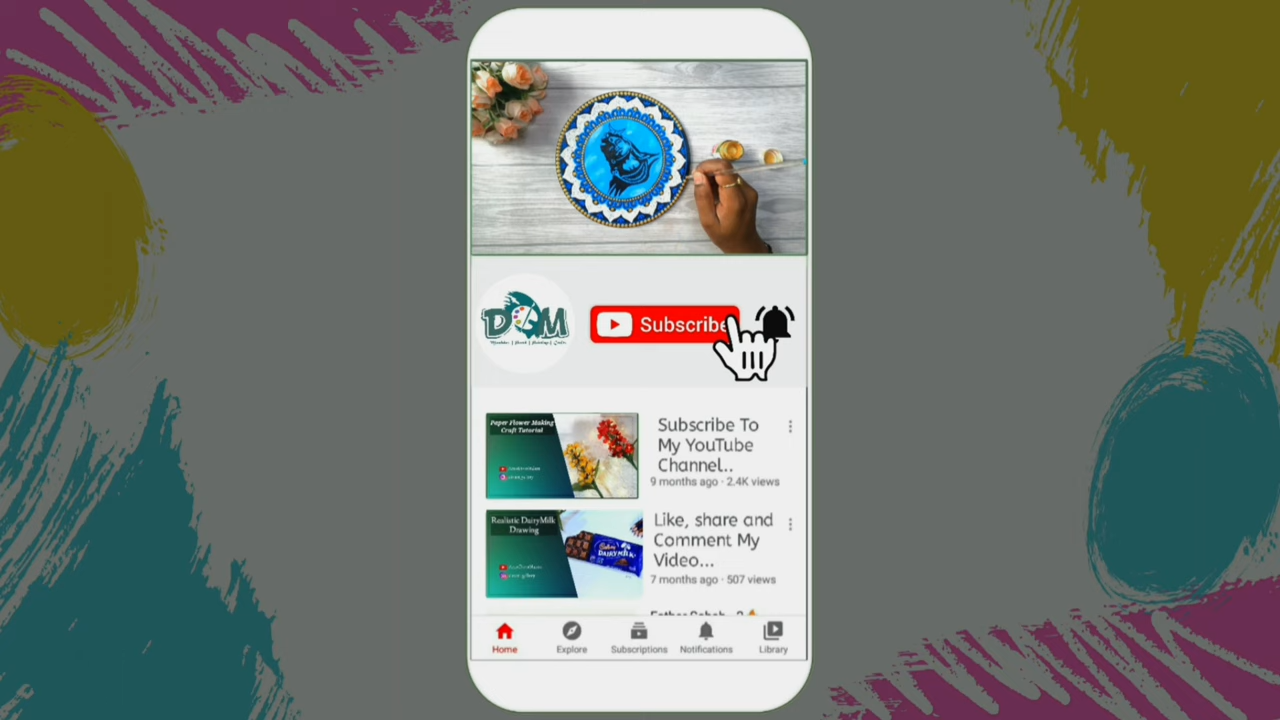 DCM
Subscribe
Paper Flower Making
Craft Tutorial
Subscribe To
My YouTube
Channel..
9 months ago · 2.4K views
Realistic DairyMilk
Drawing
Cadbury
DAIRY MILK
Like, share and
Comment My
Video...
7 months ago · 507 views
Home
Explore
Subscriptions
Notifications
Library